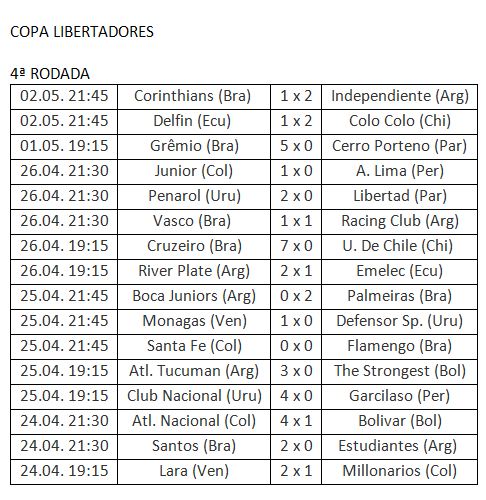 COPA LIBERTADORES
4ª RODADA
02.05. 21:45 Corinthians (Bra) 1 x 2 Independiente (Arg)
02.05. 21:45 Delfin (Ecu) 1 x 2 Colo Colo (Chi)
01.05. 19:15 Grêmio (Bra) 5 x 0 Cerro Porteno (Par)
26.04. 21:30 Junior (Col) 1 x 0 A. Lima (Per)
26.04. 21:30 Penarol (Uru) 2 x 0 Libertad (Par)
26.04. 21:30 Vasco (Bra) 1 x 1 Racing Club (Arg)
26.04. 19:15 Cruzeiro (Bra) 7 x 0 U. De Chile (Chi)
26.04. 19:15 River Plate (Arg) 2 x 1 Emelec (Ecu)
25.04. 21:45 Boca Juniors (Arg) 0 x 2 Palmeiras (Bra)
25.04. 21:45 Monagas (Ven) 1 x 0 Defensor Sp. (Uru)
25.04. 21:45 Santa Fe (Col) 0 x 0 Flamengo (Bra)
25.04. 19:15 Atl. Tucuman (Arg) 3 x 0 The Strongest (Bol)
25.04. 19:15 Club Nacional (Uru) 4 x 0 Garcilaso (Per)
24.04. 21:30 Atl. Nacional (Col) 4 x 1 Bolivar (Bol)
24.04. 21:30 Santos (Bra) 2 x 0 Estudiantes (Arg)
24.04. 19:15 Lara (Ven) 2 x 1 Millonarios (Col)